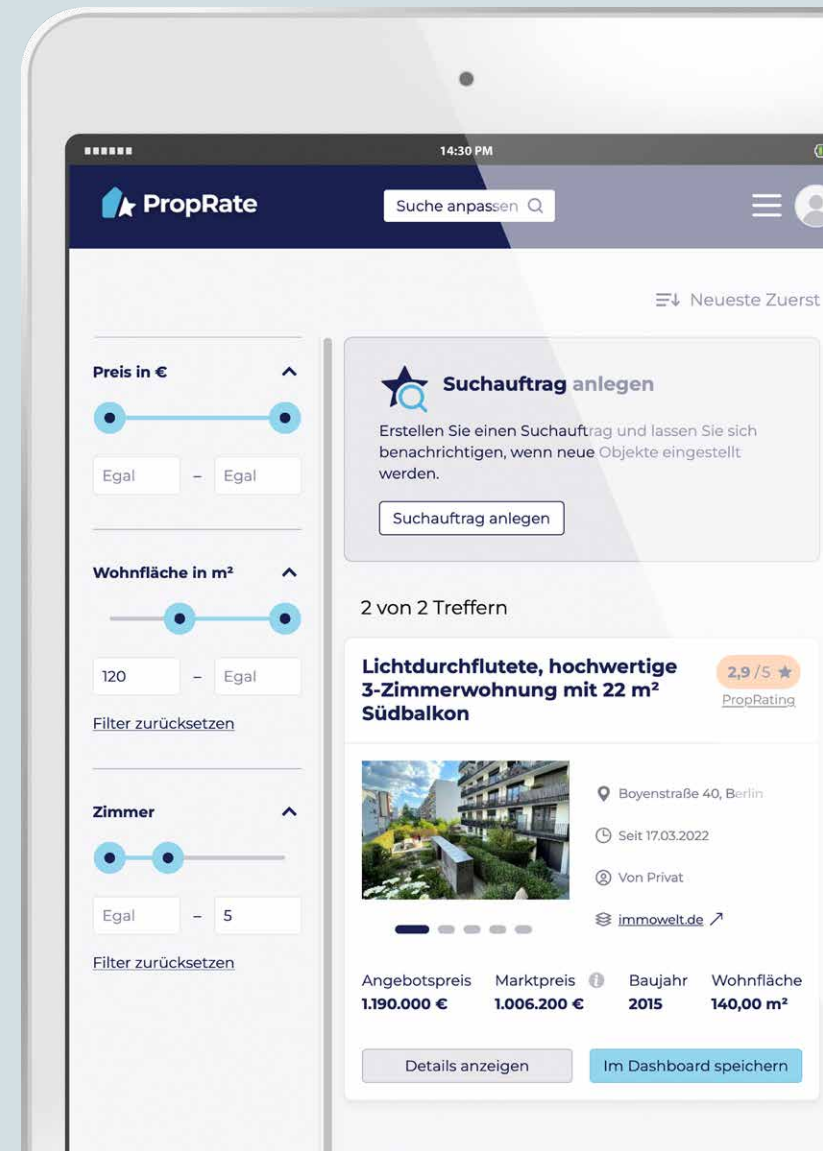 14:30 PM
PropRate
Suche anpassen
Neueste Zuerst
Preis in €
Egal – Egal
Wohnfläche in m²
120 – Egal
Filter zurücksetzen
Zimmer
Egal – 5
Filter zurücksetzen
Suchauftrag anlegen
Erstellen Sie einen Suchauftrag und lassen Sie sich
benachrichtigen, wenn neue Objekte eingestellt
werden.
Suchauftrag anlegen
2 von 2 Treffern
Lichtdurchflutete, hochwertige
3-Zimmerwohnung mit 22 m²
Südbalkon
2,9 /5
PropRating
Boyenstraße 40, Berlin
Seit 17.03.2022
Von Privat
immowelt.de
Angebotspreis Marktpreis Baujahr Wohnfläche
1.190.000 € 1.006.200 € 2015 140,00 m²
Details anzeigen
Im Dashboard speichern